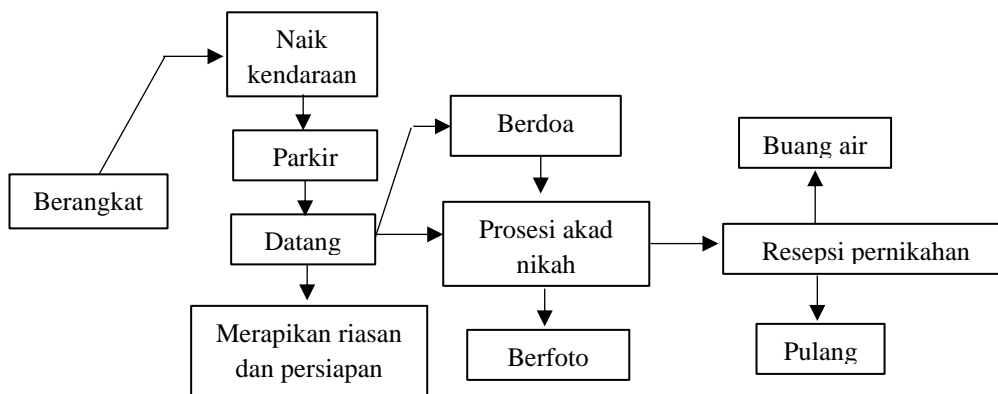 Berangkat
Naik
kendaraan
Parkir
Datang
Merapikan riasan
dan persiapan
Berdoa
Prosesi akad
nikah
Berfoto
Buang air
Resepsi pernikahan
Pulang